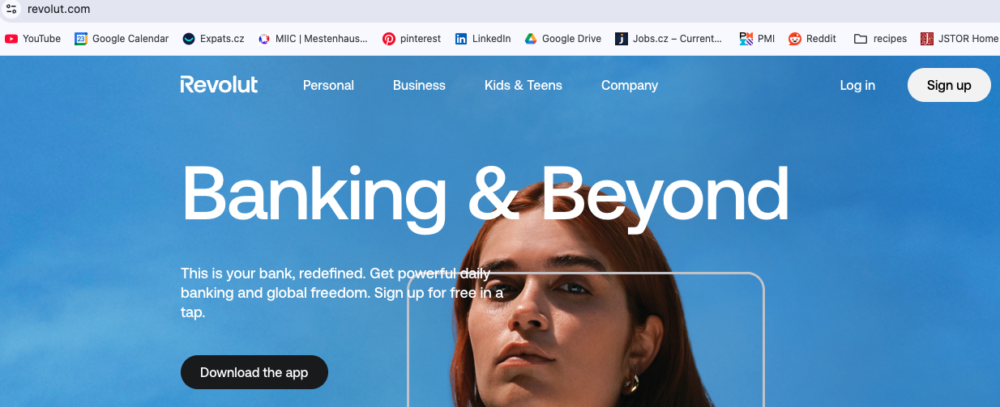 revolut.com
YouTube Google Calendar Expats.cz MIIC | Mestenhaus... pinterest LinkedIn Google Drive Jobs.cz – Current... PMI Reddit recipes JSTOR Home
Revolut Personal Business Kids & Teens Company Log in Sign up
Banking & Beyond
This is your bank, redefined. Get powerful daily
banking and global freedom. Sign up for free in a
tap.
Download the app